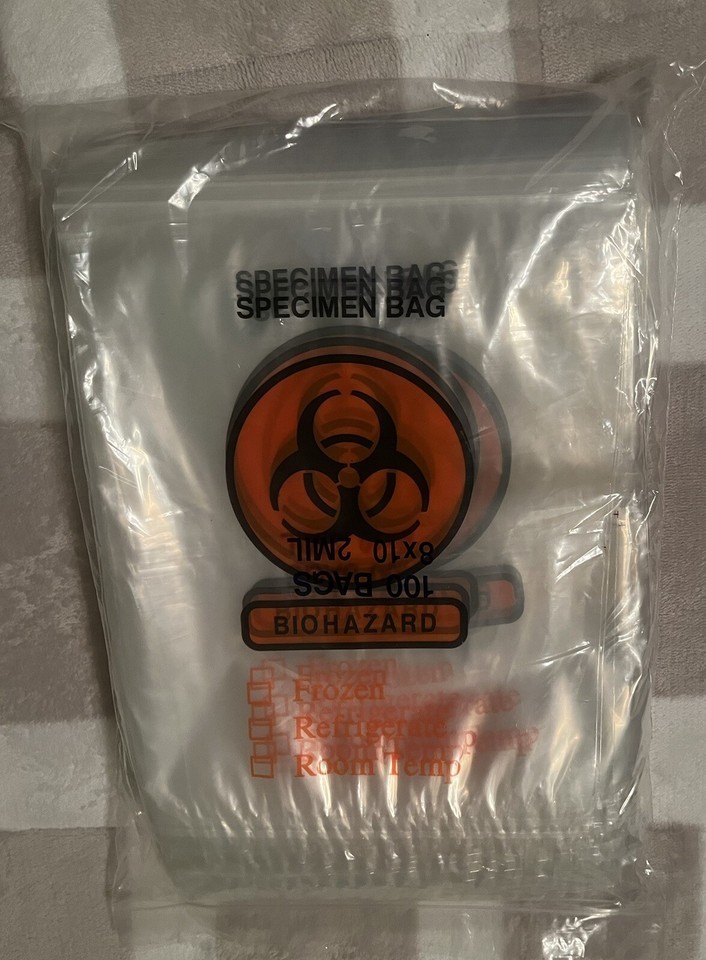 SPECIMEN BAG
8x10 2MIL
100 BAGS
BIOHAZARD
Frozen
Refrigerate
Room Temp